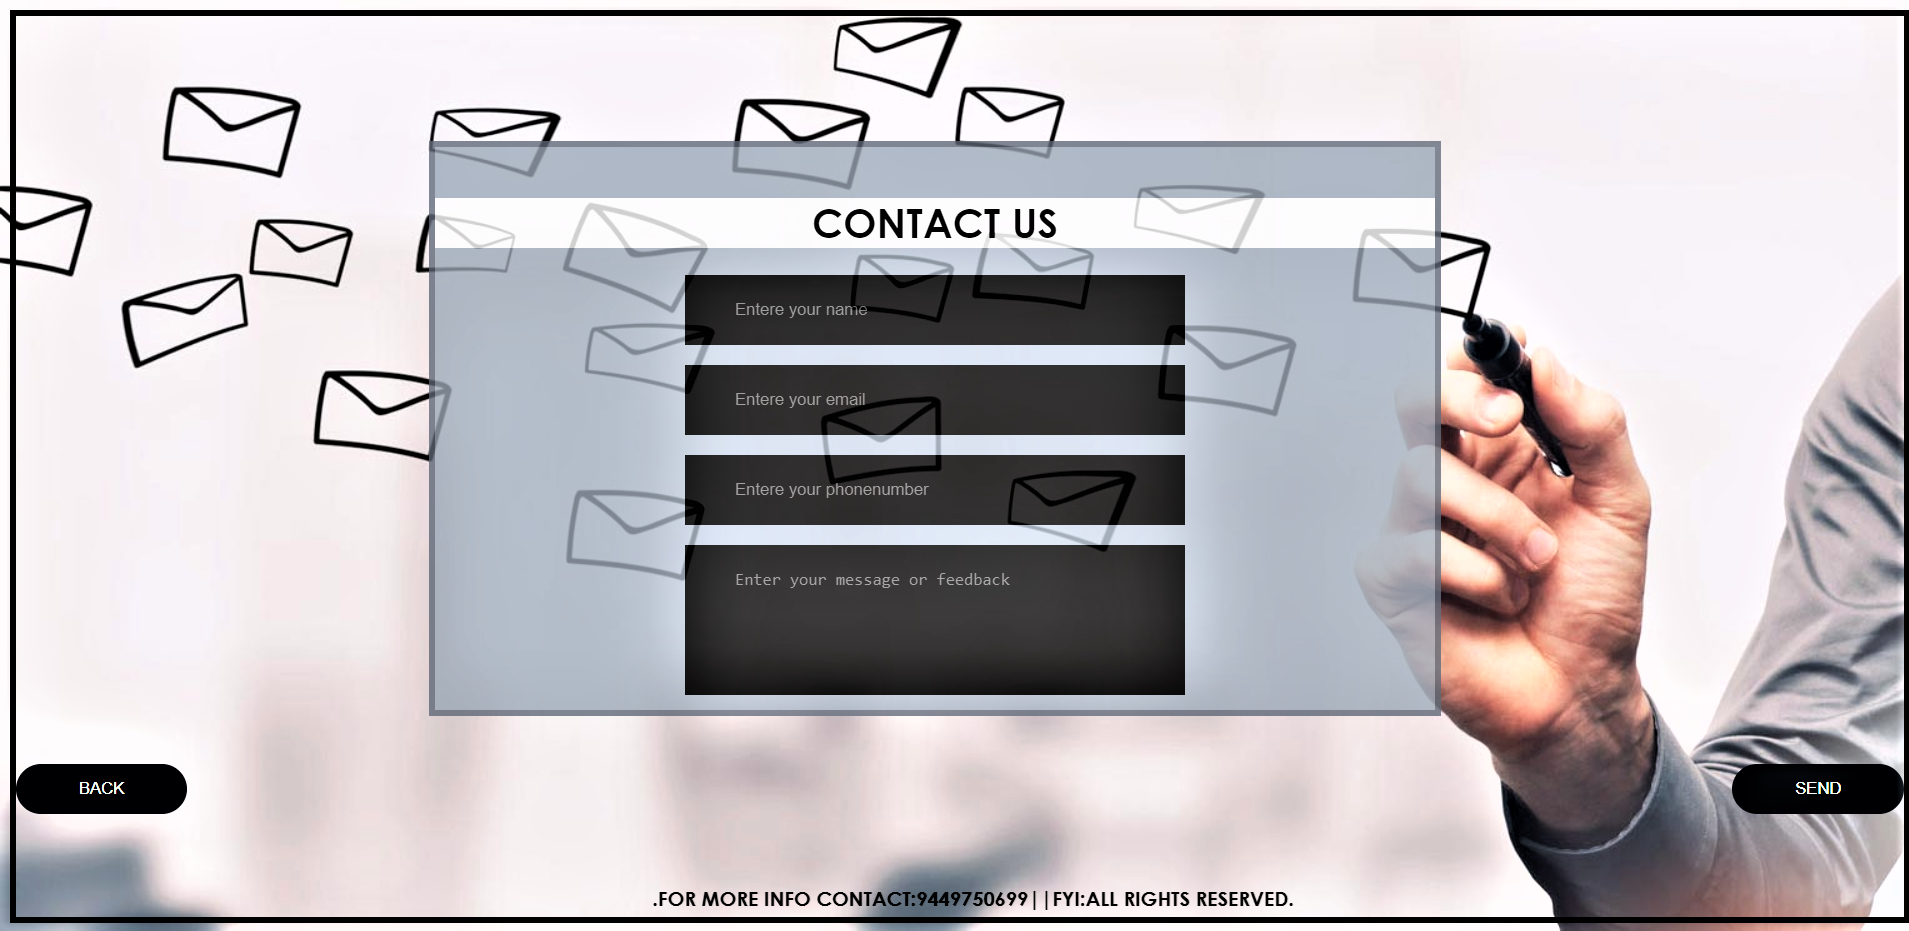 CONTACT US
Entere your name
Entere your email
Entere your phonenumber
Enter your message or feedback
BACK
SEND
.FOR MORE INFO CONTACT:9449750699||FYI:ALL RIGHTS RESERVED.